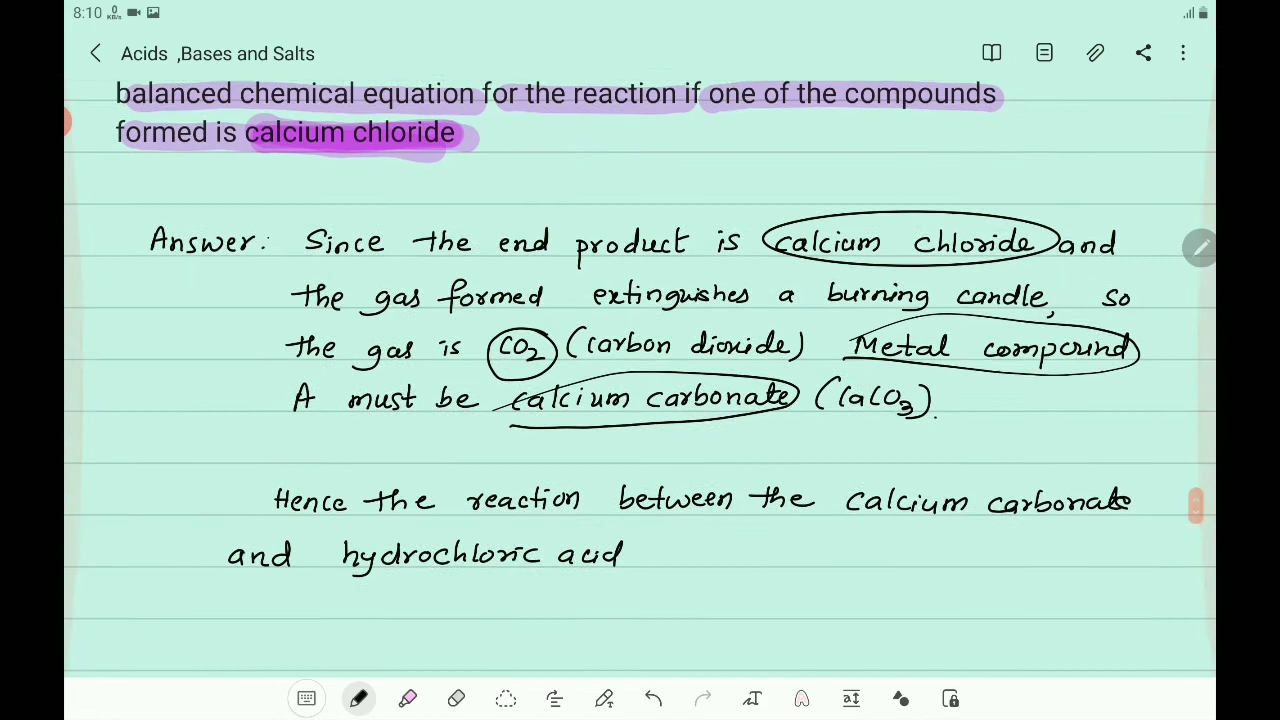 8:10 0 KB/s
Acids ,Bases and Salts
balanced chemical equation for the reaction if one of the compounds
formed is calcium chloride
Answer: Since the end product is calcium chloride and
the gas formed extinguishes a burning candle, so
the gas is CO2 (carbon dioxide) Metal compound
A must be calcium carbonate (CaCO3).
Hence the reaction between the calcium carbonate
and hydrochloric acid